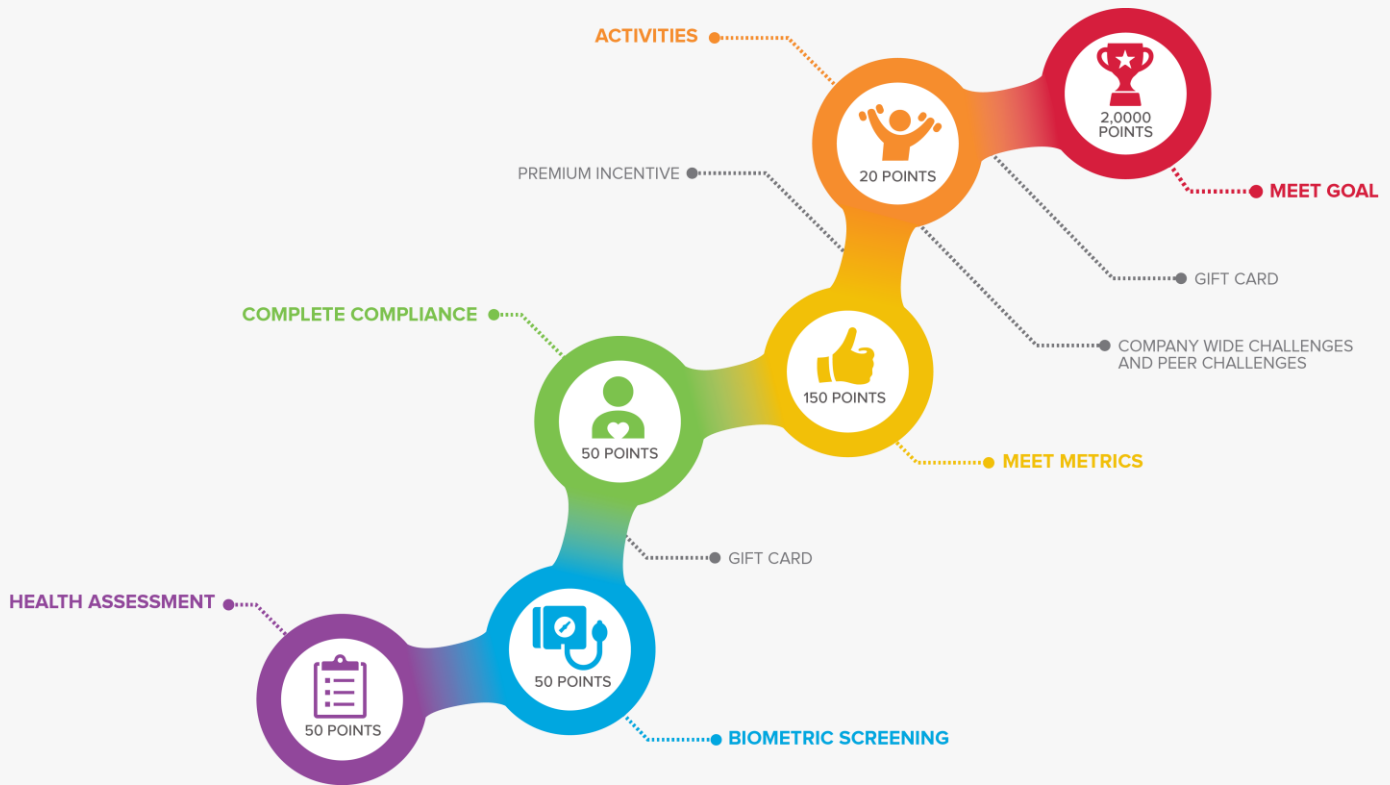 ACTIVITIES
2,0000
POINTS
20 POINTS
PREMIUM INCENTIVE
MEET GOAL
GIFT CARD
COMPLETE COMPLIANCE
COMPANY WIDE CHALLENGES
AND PEER CHALLENGES
150 POINTS
50 POINTS
MEET METRICS
GIFT CARD
HEALTH ASSESSMENT
50 POINTS
50 POINTS
BIOMETRIC SCREENING